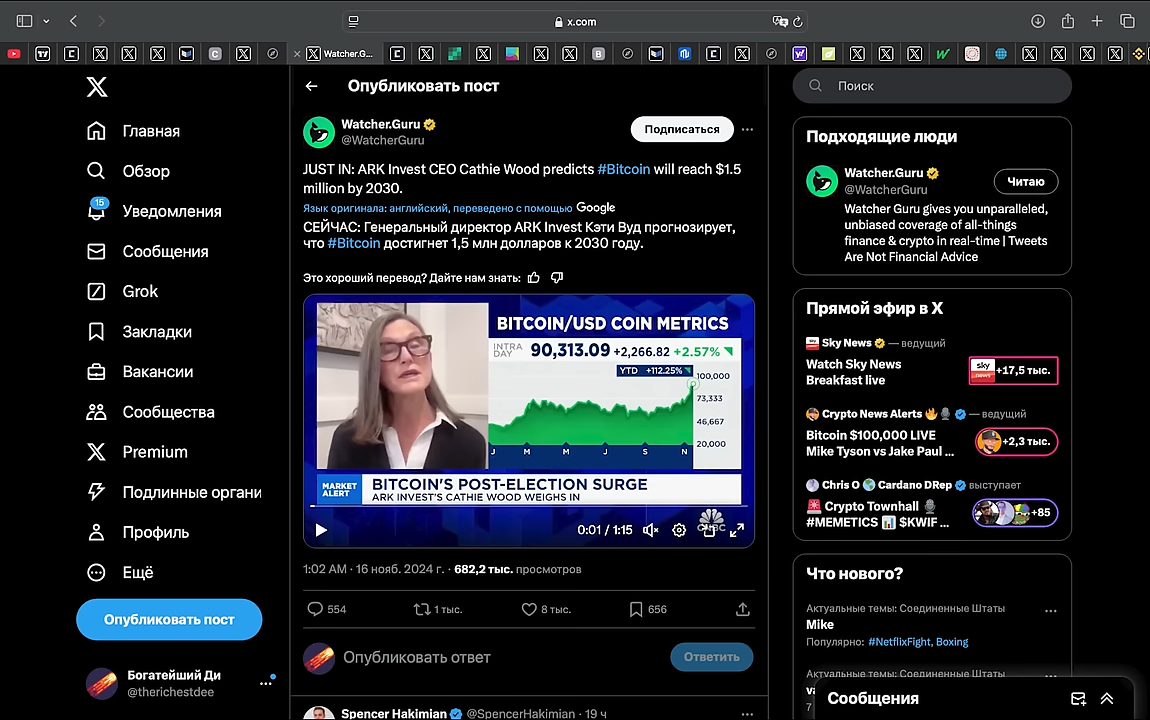 x.com
Watcher.G...
Главная
Обзор
15
Уведомления
Сообщения
Grok
Закладки
Вакансии
Сообщества
Premium
Подлинные органи
Профиль
Ещё
Опубликовать пост
Богатейший Ди
@therichestdee
Опубликовать пост
Watcher.Guru
@WatcherGuru
Подписаться
JUST IN: ARK Invest CEO Cathie Wood predicts #Bitcoin will reach $1.5
million by 2030.
Язык оригинала: английский, переведено с помощью Google
СЕЙЧАС: Генеральный директор ARK Invest Кэти Вуд прогнозирует,
что #Bitcoin достигнет 1,5 млн долларов к 2030 году.
Это хороший перевод? Дайте нам знать:
BITCOIN/USD COIN METRICS
INTRA
DAY
90,313.09 +2,266.82 +2.57%
YTD +112.25%
100,000
73,333
46,667
20,000
J M M J S N
MARKET
ALERT
BITCOIN'S POST-ELECTION SURGE
ARK INVEST'S CATHIE WOOD WEIGHS IN
0:01 / 1:15
CNBC
1:02 AM · 16 нояб. 2024 г. · 682,2 тыс. просмотров
554
1 тыс.
8 тыс.
656
Опубликовать ответ
Ответить
Spencer Hakimian @SpencerHakimian · 19 ч
Поиск
Подходящие люди
Watcher.Guru
@WatcherGuru
Читаю
Watcher Guru gives you unparalleled,
unbiased coverage of all-things
finance & crypto in real-time | Tweets
Are Not Financial Advice
Прямой эфир в X
Sky News — ведущий
Watch Sky News
Breakfast live
sky
news
+17,5 тыс.
Crypto News Alerts — ведущий
Bitcoin $100,000 LIVE
Mike Tyson vs Jake Paul ...
+2,3 тыс.
Chris O Cardano DRep выступает
Crypto Townhall
#MEMETICS $KWIF ...
+85
Что нового?
Актуальные темы: Соединенные Штаты
Mike
Популярно: #NetflixFight, Boxing
Актуальные темы: Соединенные Штаты
Сообщения